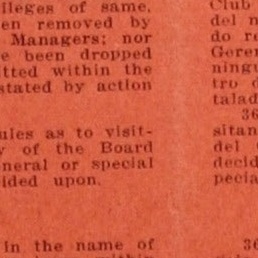 lleges of same,
en removed by
Managers; nor
e been dropped
tted within the
stated by action
ules as to visit-
y of the Board
neral or special
ided upon.
in the name of
Club
del n
do re
Geren
ningu
tro d
talad
36
sitan
del
decid
pecia
36